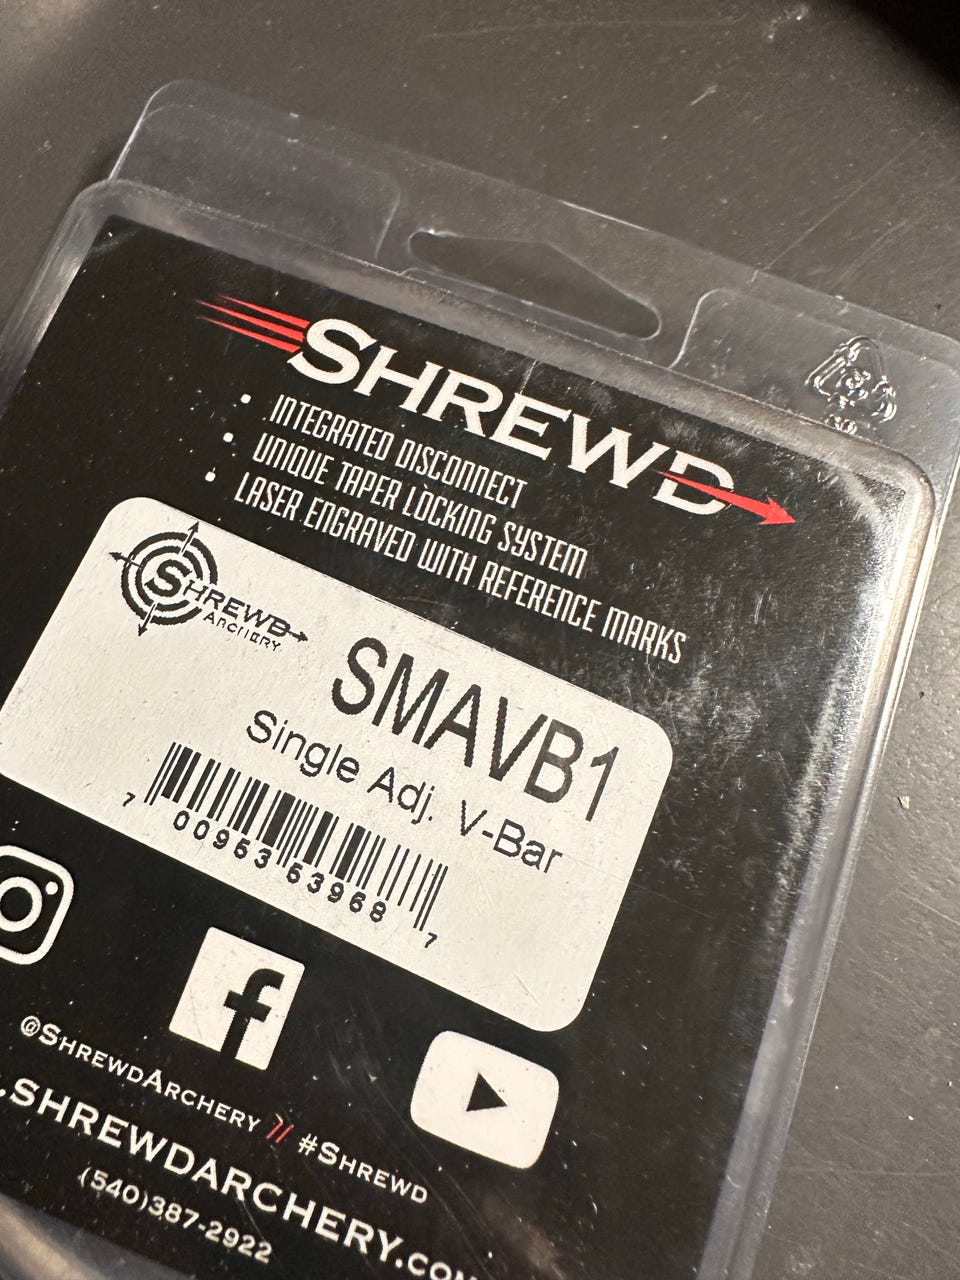 SHREWD
• INTEGRATED DISCONNECT
• UNIQUE TAPER LOCKING SYSTEM
• LASER ENGRAVED WITH REFERENCE MARKS
SHREWD
ARCHERY
SMAVB1
Single Adj. V-Bar
7 00953 53968 7
@SHREWDARCHERY // #SHREWD
.SHREWDARCHERY.COM
(540)387-2922